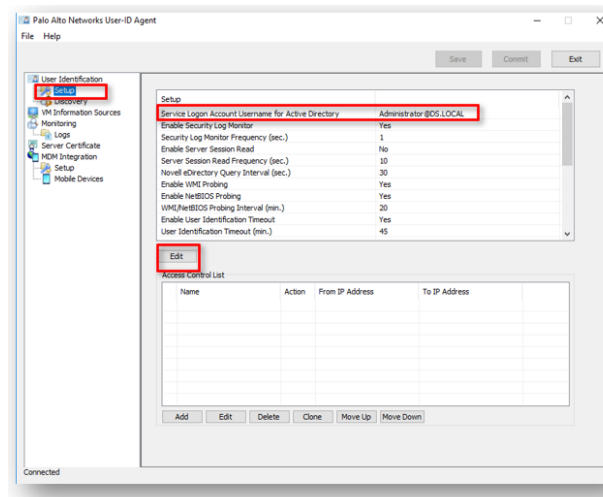 Palo Alto Networks User-ID Agent
File Help
Save Commit Exit
User Identification
Setup
Discovery
VM Information Sources
Monitoring
Logs
Server Certificate
MDM Integration
Setup
Mobile Devices
Setup
Service Logon Account Username for Active Directory Administrator@DS.LOCAL
Enable Security Log Monitor Yes
Security Log Monitor Frequency (sec.) 1
Enable Server Session Read No
Server Session Read Frequency (sec.) 10
Novell eDirectory Query Interval (sec.) 30
Enable WMI Probing Yes
Enable NetBIOS Probing Yes
WMI/NetBIOS Probing Interval (min.) 20
Enable User Identification Timeout Yes
User Identification Timeout (min.) 45
Edit
Access Control List
Name Action From IP Address To IP Address
Add Edit Delete Clone Move Up Move Down
Connected